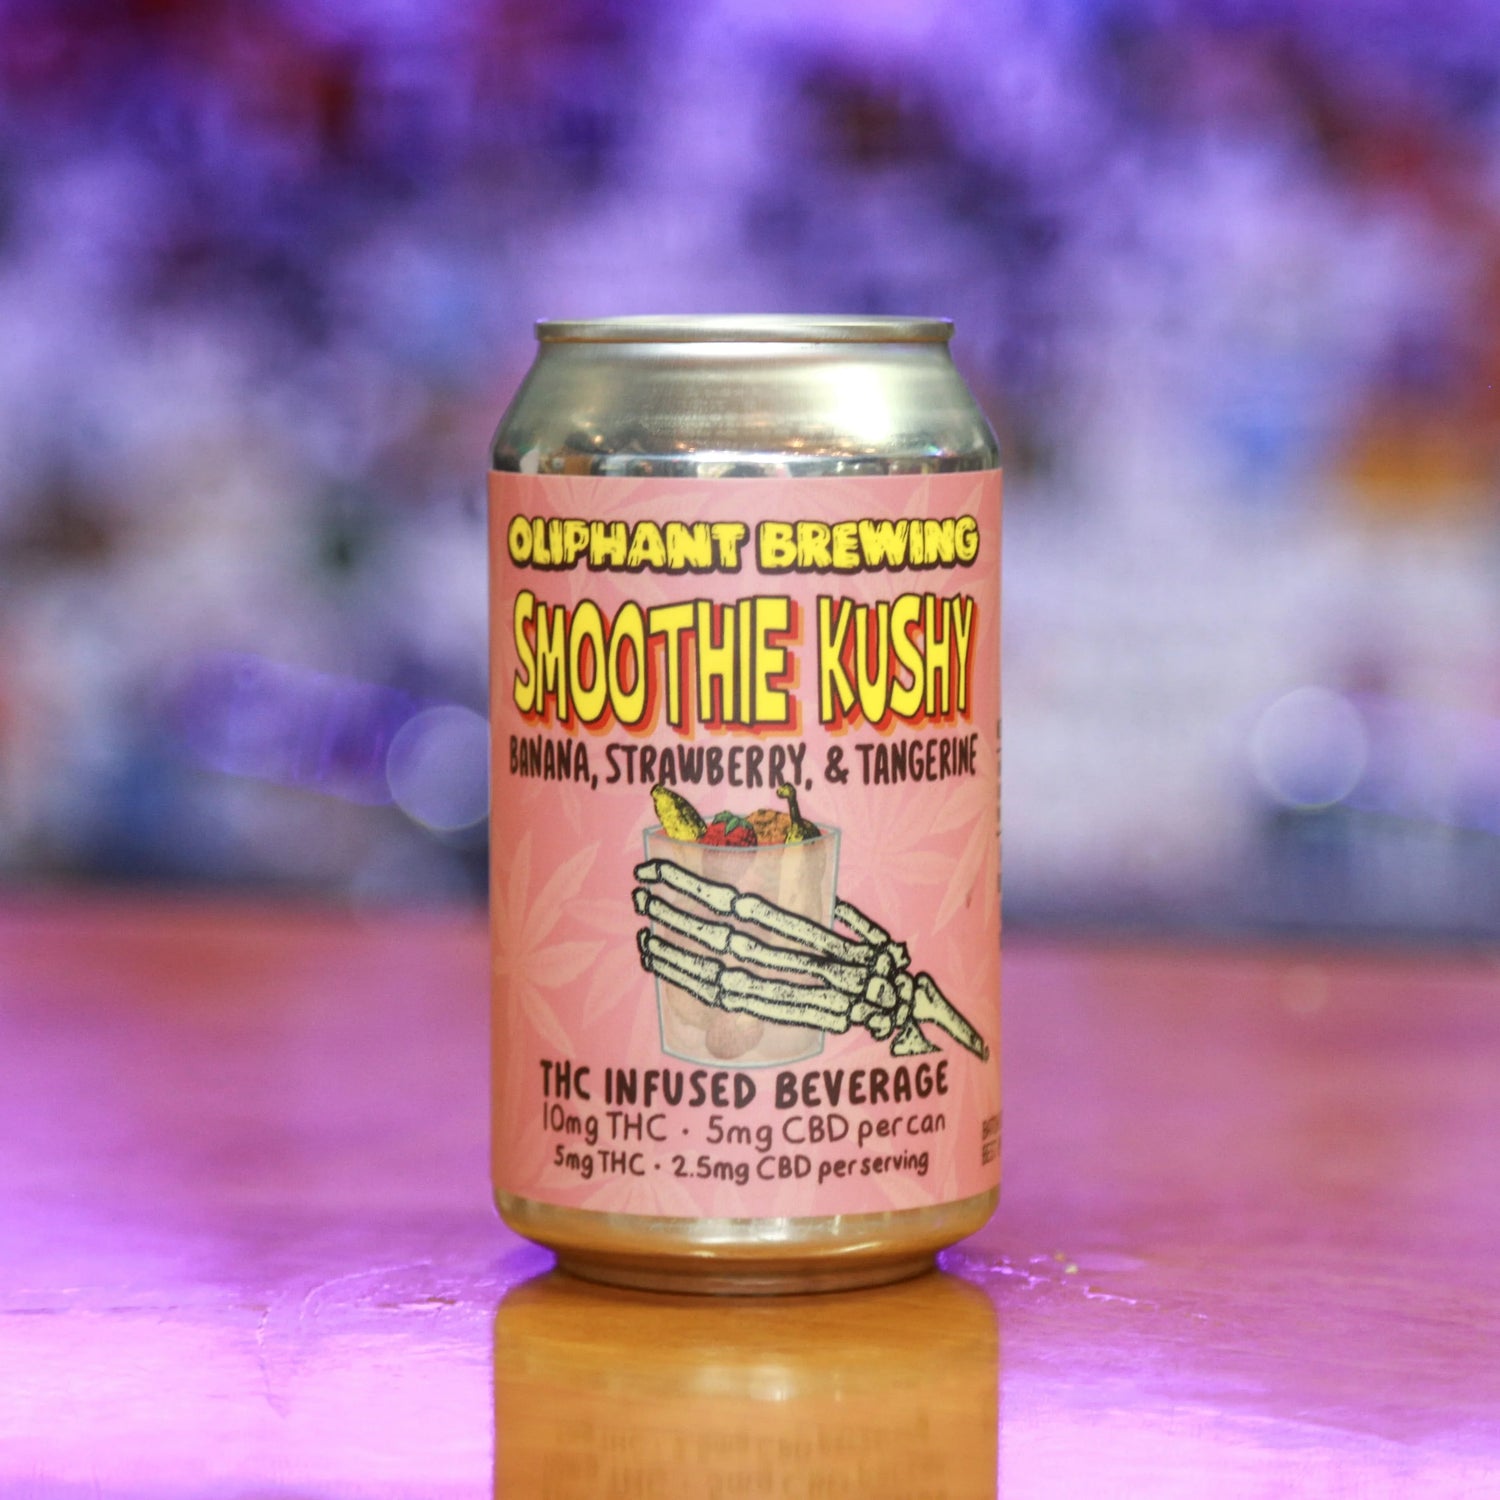 OLIPHANT BREWING
SMOOTHIE KUSHY
BANANA, STRAWBERRY, & TANGERINE
THC INFUSED BEVERAGE
10mg THC · 5mg CBD per can
5mg THC · 2.5mg CBD per serving